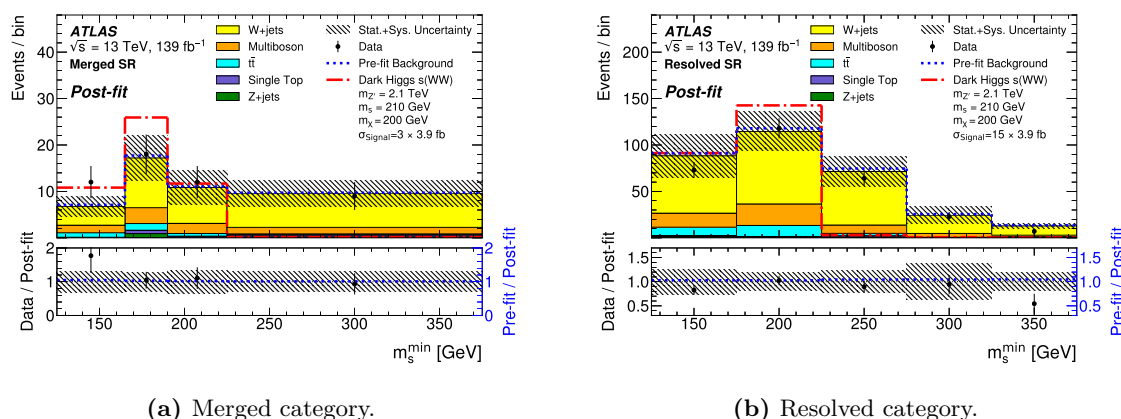 Events / bin
40
30
20
10
ATLAS
√s = 13 TeV, 139 fb⁻¹
Merged SR
Post-fit
W+jets
Multiboson
tt̄
Single Top
Z+jets
Stat.+Sys. Uncertainty
Data
Pre-fit Background
Dark Higgs s(WW)
m_Z' = 2.1 TeV
m_s = 210 GeV
m_χ = 200 GeV
σ_Signal=3 × 3.9 fb
Data / Post-fit
2
1
0
2
1
0
Pre-fit / Post-fit
150 200 250 300 350
m_s^min [GeV]
(a) Merged category.
Events / bin
200
150
100
50
ATLAS
√s = 13 TeV, 139 fb⁻¹
Resolved SR
Post-fit
W+jets
Multiboson
tt̄
Single Top
Z+jets
Stat.+Sys. Uncertainty
Data
Pre-fit Background
Dark Higgs s(WW)
m_Z' = 2.1 TeV
m_s = 210 GeV
m_χ = 200 GeV
σ_Signal=15 × 3.9 fb
Data / Post-fit
1.5
1.0
0.5
1.5
1.0
0.5
Pre-fit / Post-fit
150 200 250 300 350
m_s^min [GeV]
(b) Resolved category.